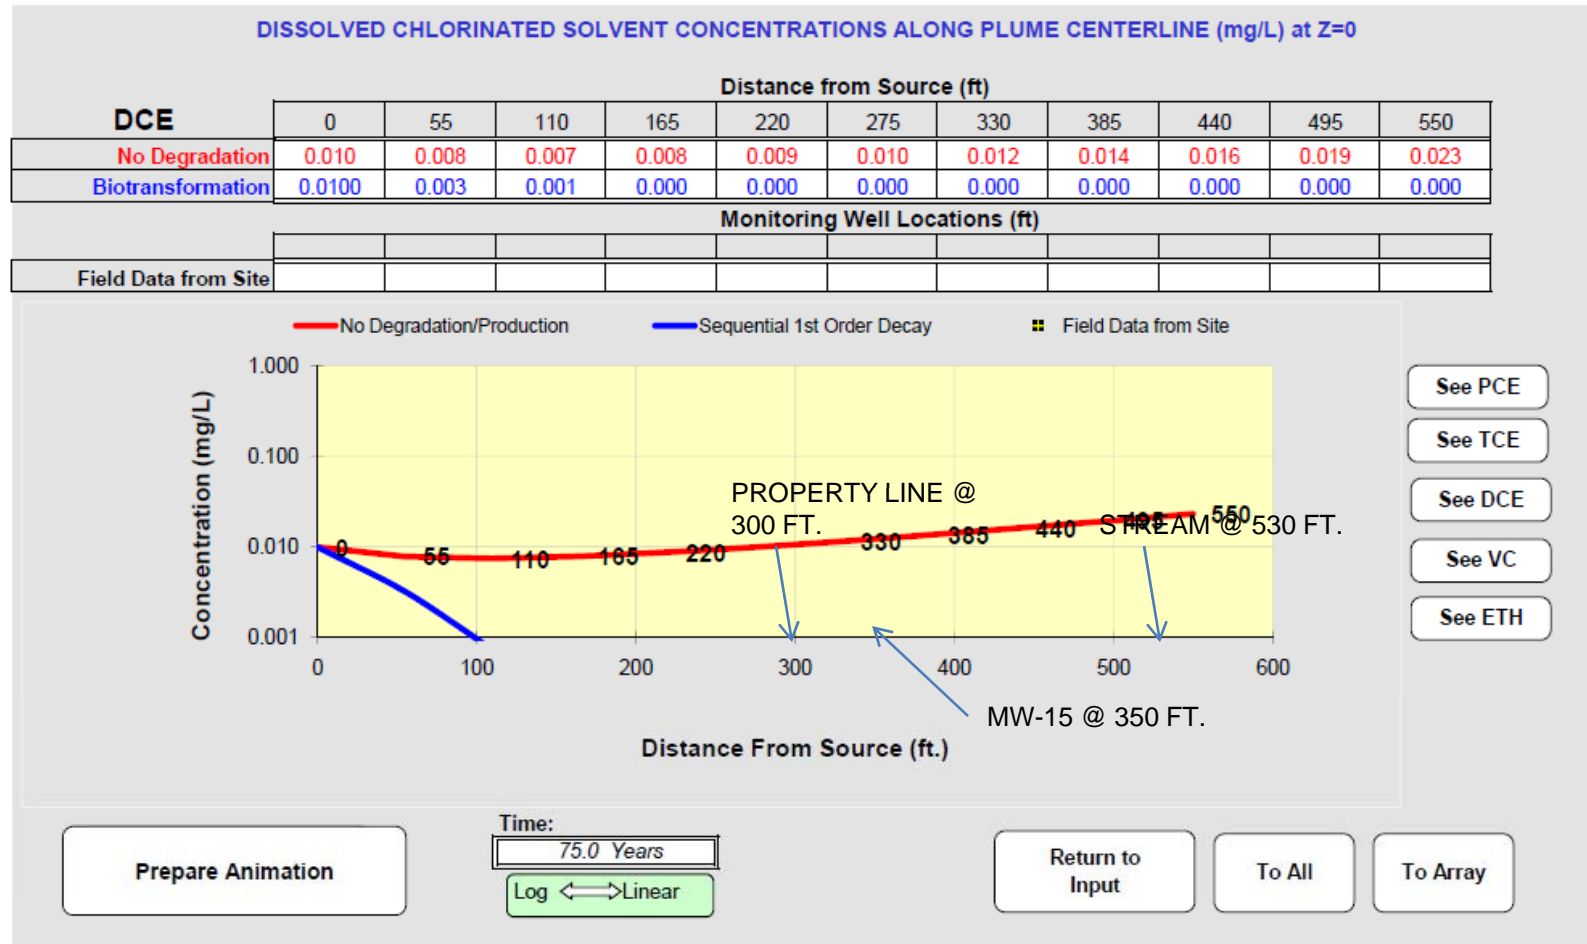 DISSOLVED CHLORINATED SOLVENT CONCENTRATIONS ALONG PLUME CENTERLINE (mg/L) at Z=0
Distance from Source (ft)
DCE 0 55 110 165 220 275 330 385 440 495 550
No Degradation 0.010 0.008 0.007 0.008 0.009 0.010 0.012 0.014 0.016 0.019 0.023
Biotransformation 0.0100 0.003 0.001 0.000 0.000 0.000 0.000 0.000 0.000 0.000 0.000
Monitoring Well Locations (ft)
Field Data from Site
No Degradation/Production Sequential 1st Order Decay Field Data from Site
Concentration (mg/L)
1.000
0.100
0.010
0.001
PROPERTY LINE @
300 FT.
STREAM @ 530 FT.
0 55 110 165 220 330 385 440 495 550
0 100 200 300 400 500 600
MW-15 @ 350 FT.
Distance From Source (ft.)
See PCE
See TCE
See DCE
See VC
See ETH
Prepare Animation
Time:
75.0 Years
Log Linear
Return to
Input
To All
To Array